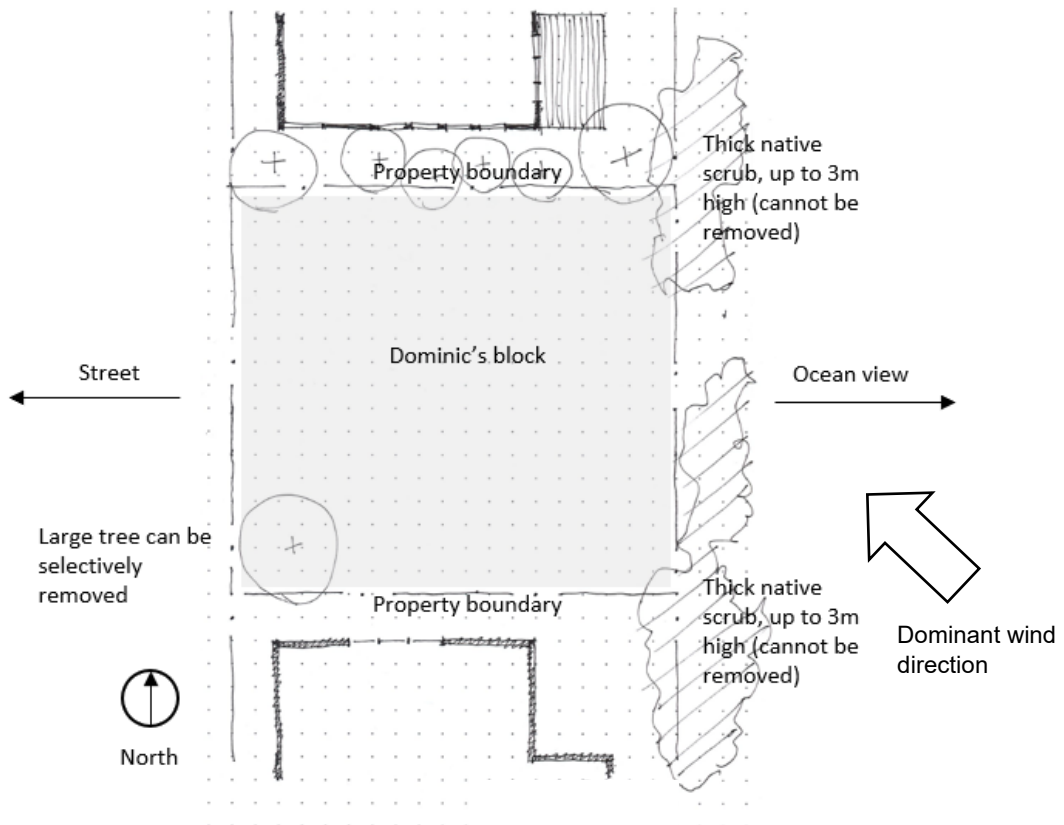 Thick native
scrub, up to 3m
high (cannot be
removed)
Property boundary
Dominic's block
Street
Ocean view
Large tree can be
selectively
removed
Property boundary
Thick native
scrub, up to 3m
high (cannot be
removed)
Dominant wind
direction
North